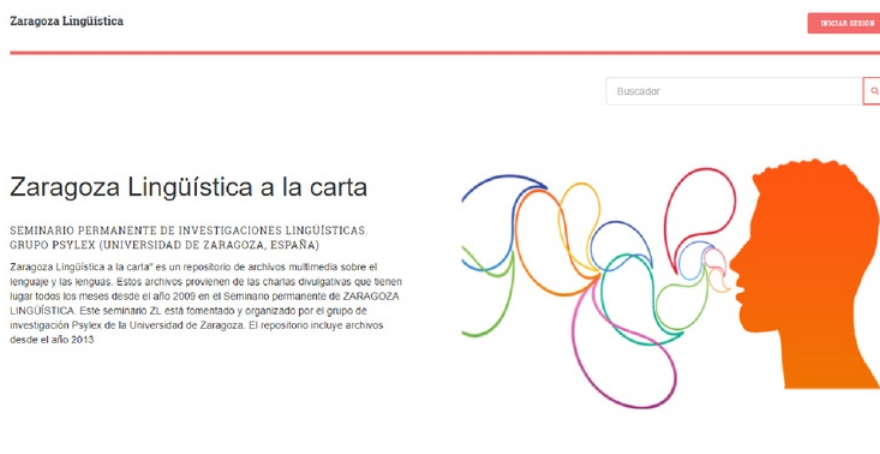 Zaragoza Lingüística
INICIAR SESIÓN
Buscador
Zaragoza Lingüística a la carta
SEMINARIO PERMANENTE DE INVESTIGACIONES LINGÜÍSTICAS.
GRUPO PSYLEX (UNIVERSIDAD DE ZARAGOZA, ESPAÑA)
Zaragoza Lingüística a la carta" es un repositorio de archivos multimedia sobre el
lenguaje y las lenguas. Estos archivos provienen de las charlas divulgativas que tienen
lugar todos los meses desde el año 2009 en el Seminario permanente de ZARAGOZA
LINGÜÍSTICA. Este seminario ZL está fomentado y organizado por el grupo de
investigación Psylex de la Universidad de Zaragoza. El repositorio incluye archivos
desde el año 2013